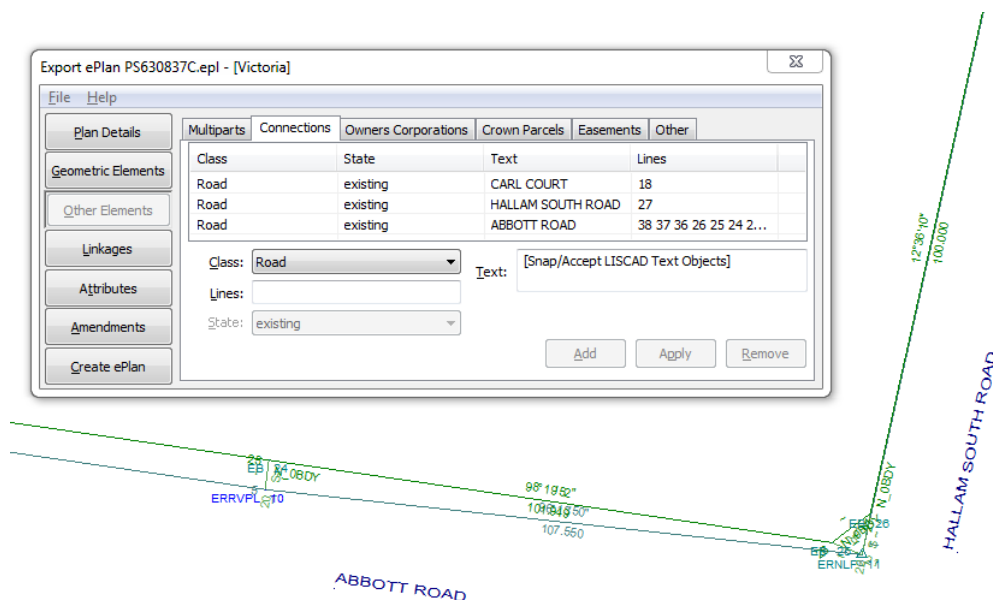 Export ePlan PS630837C.epl - [Victoria]
File Help
Plan Details
Geometric Elements
Other Elements
Linkages
Attributes
Amendments
Create ePlan
Multiparts Connections Owners Corporations Crown Parcels Easements Other
Class State Text Lines
Road existing CARL COURT 18
Road existing HALLAM SOUTH ROAD 27
Road existing ABBOTT ROAD 38 37 36 26 25 24 2...
Class: Road
Lines:
State: existing
Text: [Snap/Accept LISCAD Text Objects]
Add Apply Remove
12°36'10"
100.000
HALLAM SOUTH ROAD
N_0BDY
ERRVPL 10
98°19'52"
107.550
N_0BDY
ABBOTT ROAD